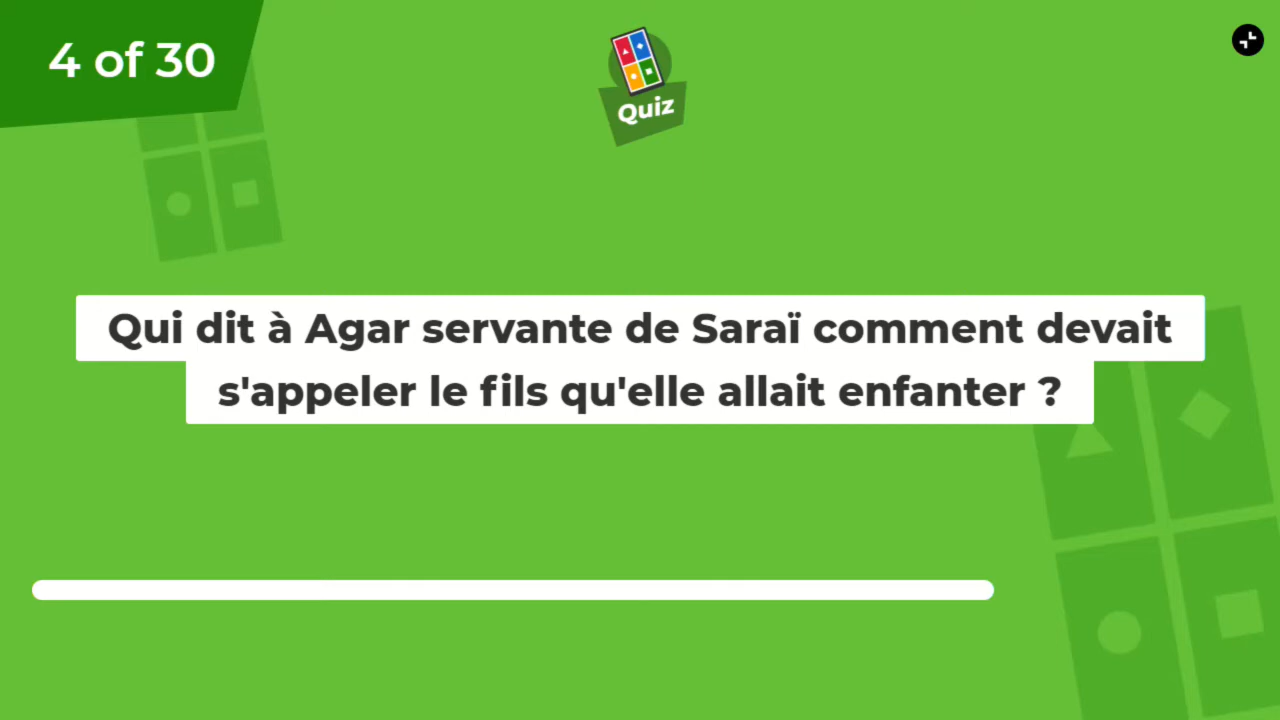 4 of 30
Quiz
Qui dit à Agar servante de Saraï comment devait
s'appeler le fils qu'elle allait enfanter ?